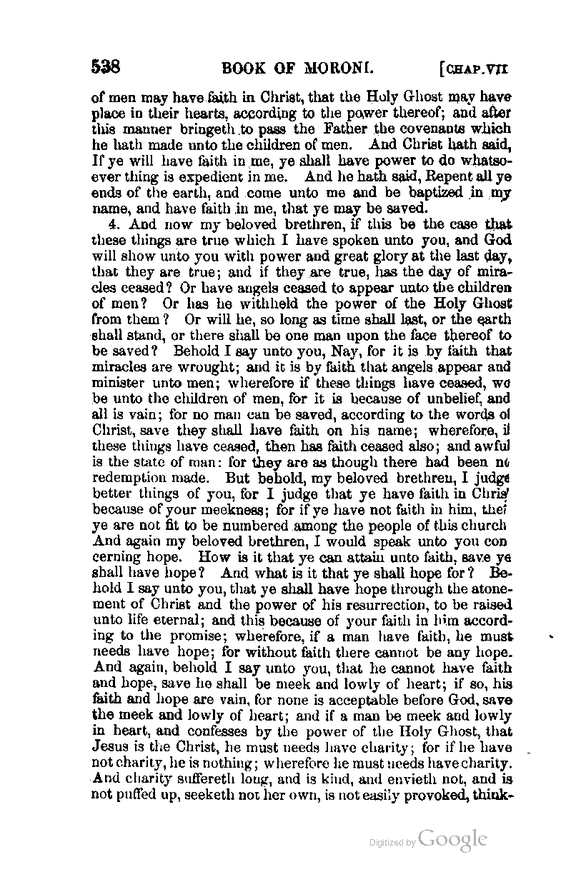 538 BOOK OF MORONI. [CHAP.VII
of men may have faith in Christ, that the Holy Ghost may have
place in their hearts, according to the power thereof; and after
this manner bringeth to pass the Father the covenants which
he hath made unto the children of men. And Christ hath said,
If ye will have faith in me, ye shall have power to do whatso-
ever thing is expedient in me. And he hath said, Repent all ye
ends of the earth, and come unto me and be baptized in my
name, and have faith in me, that ye may be saved.
4. And now my beloved brethren, if this be the case that
these things are true which I have spoken unto you, and God
will show unto you with power and great glory at the last day,
that they are true; and if they are true, has the day of mira-
cles ceased? Or have angels ceased to appear unto the children
of men? Or has he withheld the power of the Holy Ghost
from them? Or will he, so long as time shall last, or the earth
shall stand, or there shall be one man upon the face thereof to
be saved? Behold I say unto you, Nay, for it is by faith that
miracles are wrought; and it is by faith that angels appear and
minister unto men; wherefore if these things have ceased, wo
be unto the children of men, for it is because of unbelief, and
all is vain; for no man can be saved, according to the words of
Christ, save they shall have faith on his name; wherefore, if
these things have ceased, then has faith ceased also; and awful
is the state of man: for they are as though there had been no
redemption made. But behold, my beloved brethren, I judge
better things of you, for I judge that ye have faith in Chris
because of your meekness; for if ye have not faith in him, the
ye are not fit to be numbered among the people of this church
And again my beloved brethren, I would speak unto you con
cerning hope. How is it that ye can attain unto faith, save ye
shall have hope? And what is it that ye shall hope for? Be-
hold I say unto you, that ye shall have hope through the atone-
ment of Christ and the power of his resurrection, to be raised
unto life eternal; and this because of your faith in him accord-
ing to the promise; wherefore, if a man have faith, he must
needs have hope; for without faith there cannot be any hope.
And again, behold I say unto you, that he cannot have faith
and hope, save he shall be meek and lowly of heart; if so, his
faith and hope are vain, for none is acceptable before God, save
the meek and lowly of heart; and if a man be meek and lowly
in heart, and confesses by the power of the Holy Ghost, that
Jesus is the Christ, he must needs have charity; for if he have
not charity, he is nothing; wherefore he must needs have charity.
And charity suffereth long, and is kind, and envieth not, and is
not puffed up, seeketh not her own, is not easily provoked, think-
Digitized by Google